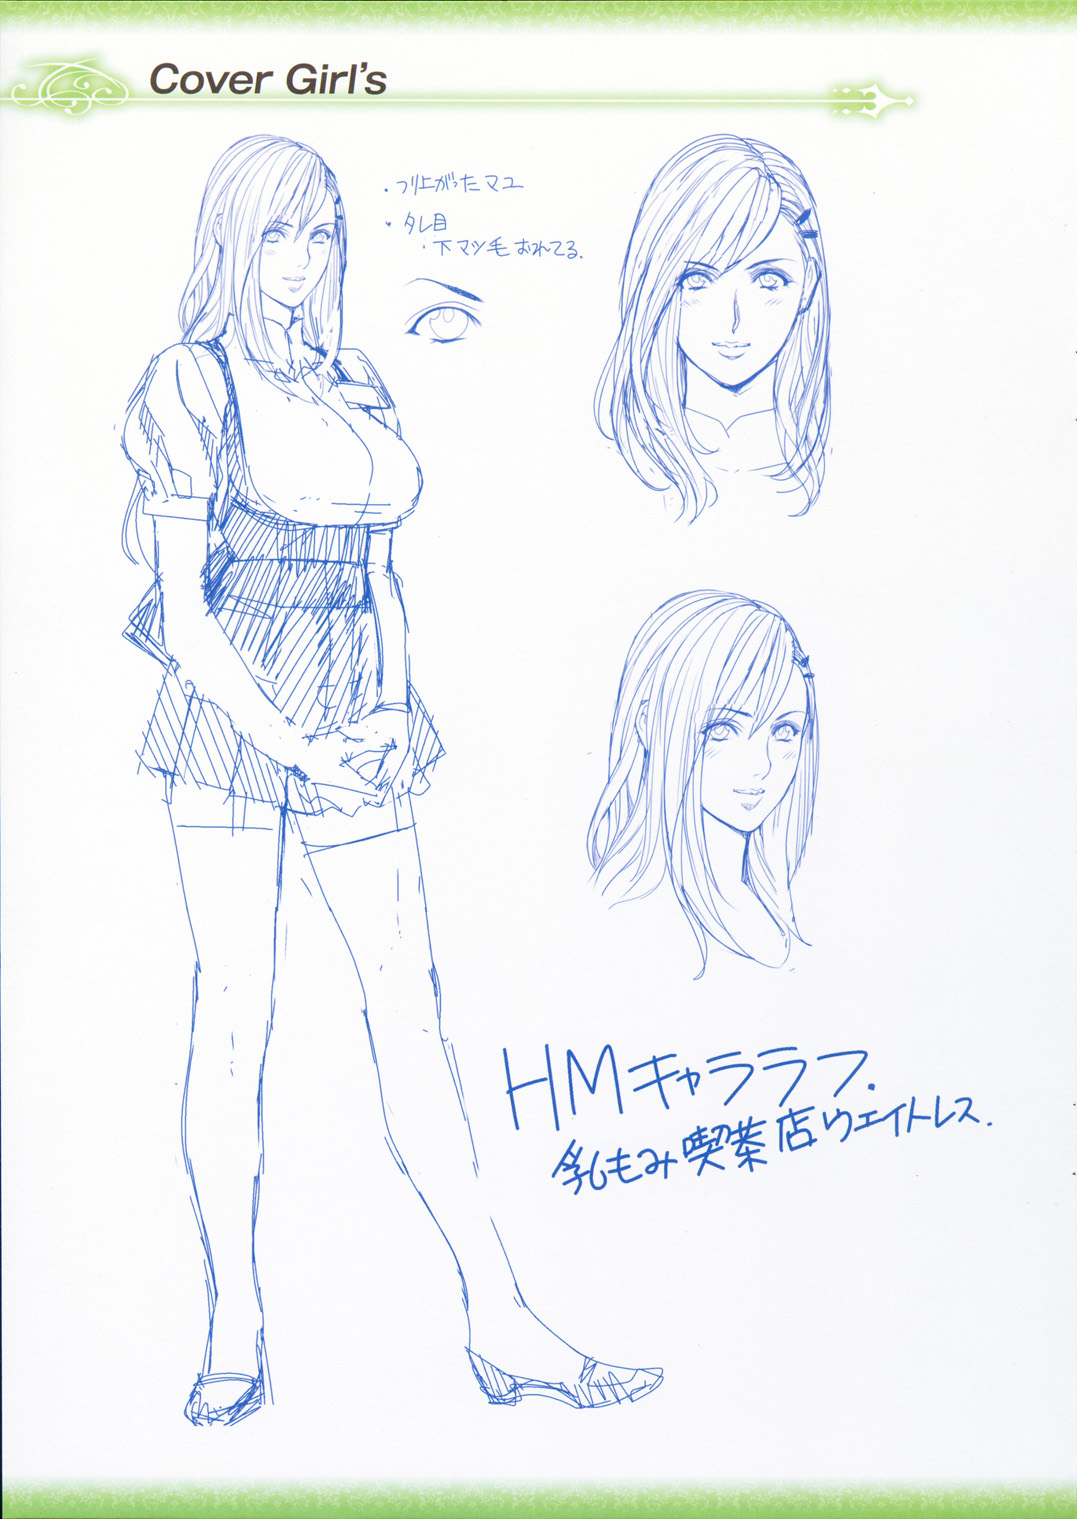 Cover Girl's
・つり上がったマユ
・タレ目
・下マツ毛おれてる.
HMキャララフ.
乳もみ喫茶店ウエイトレス.